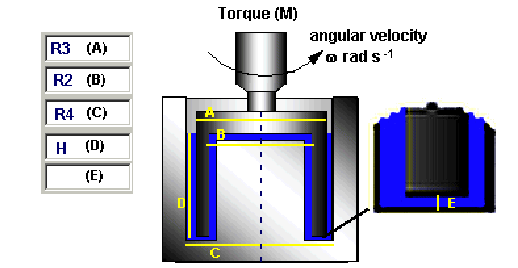 Torque (M)
angular velocity
ω rad s -1
R3 (A)
R2 (B)
R4 (C)
H (D)
(E)
A
B
D
C
E